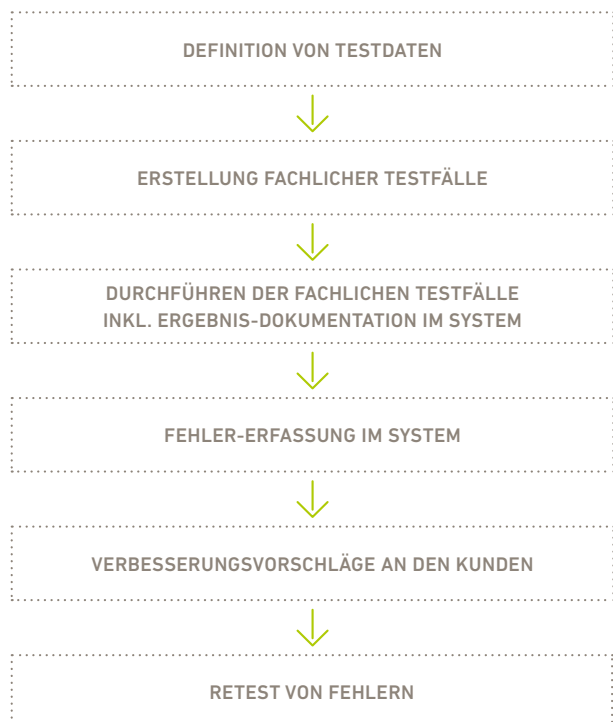 DEFINITION VON TESTDATEN
ERSTELLUNG FACHLICHER TESTFÄLLE
DURCHFÜHREN DER FACHLICHEN TESTFÄLLE
INKL. ERGEBNIS-DOKUMENTATION IM SYSTEM
FEHLER-ERFASSUNG IM SYSTEM
VERBESSERUNGSVORSCHLÄGE AN DEN KUNDEN
RETEST VON FEHLERN